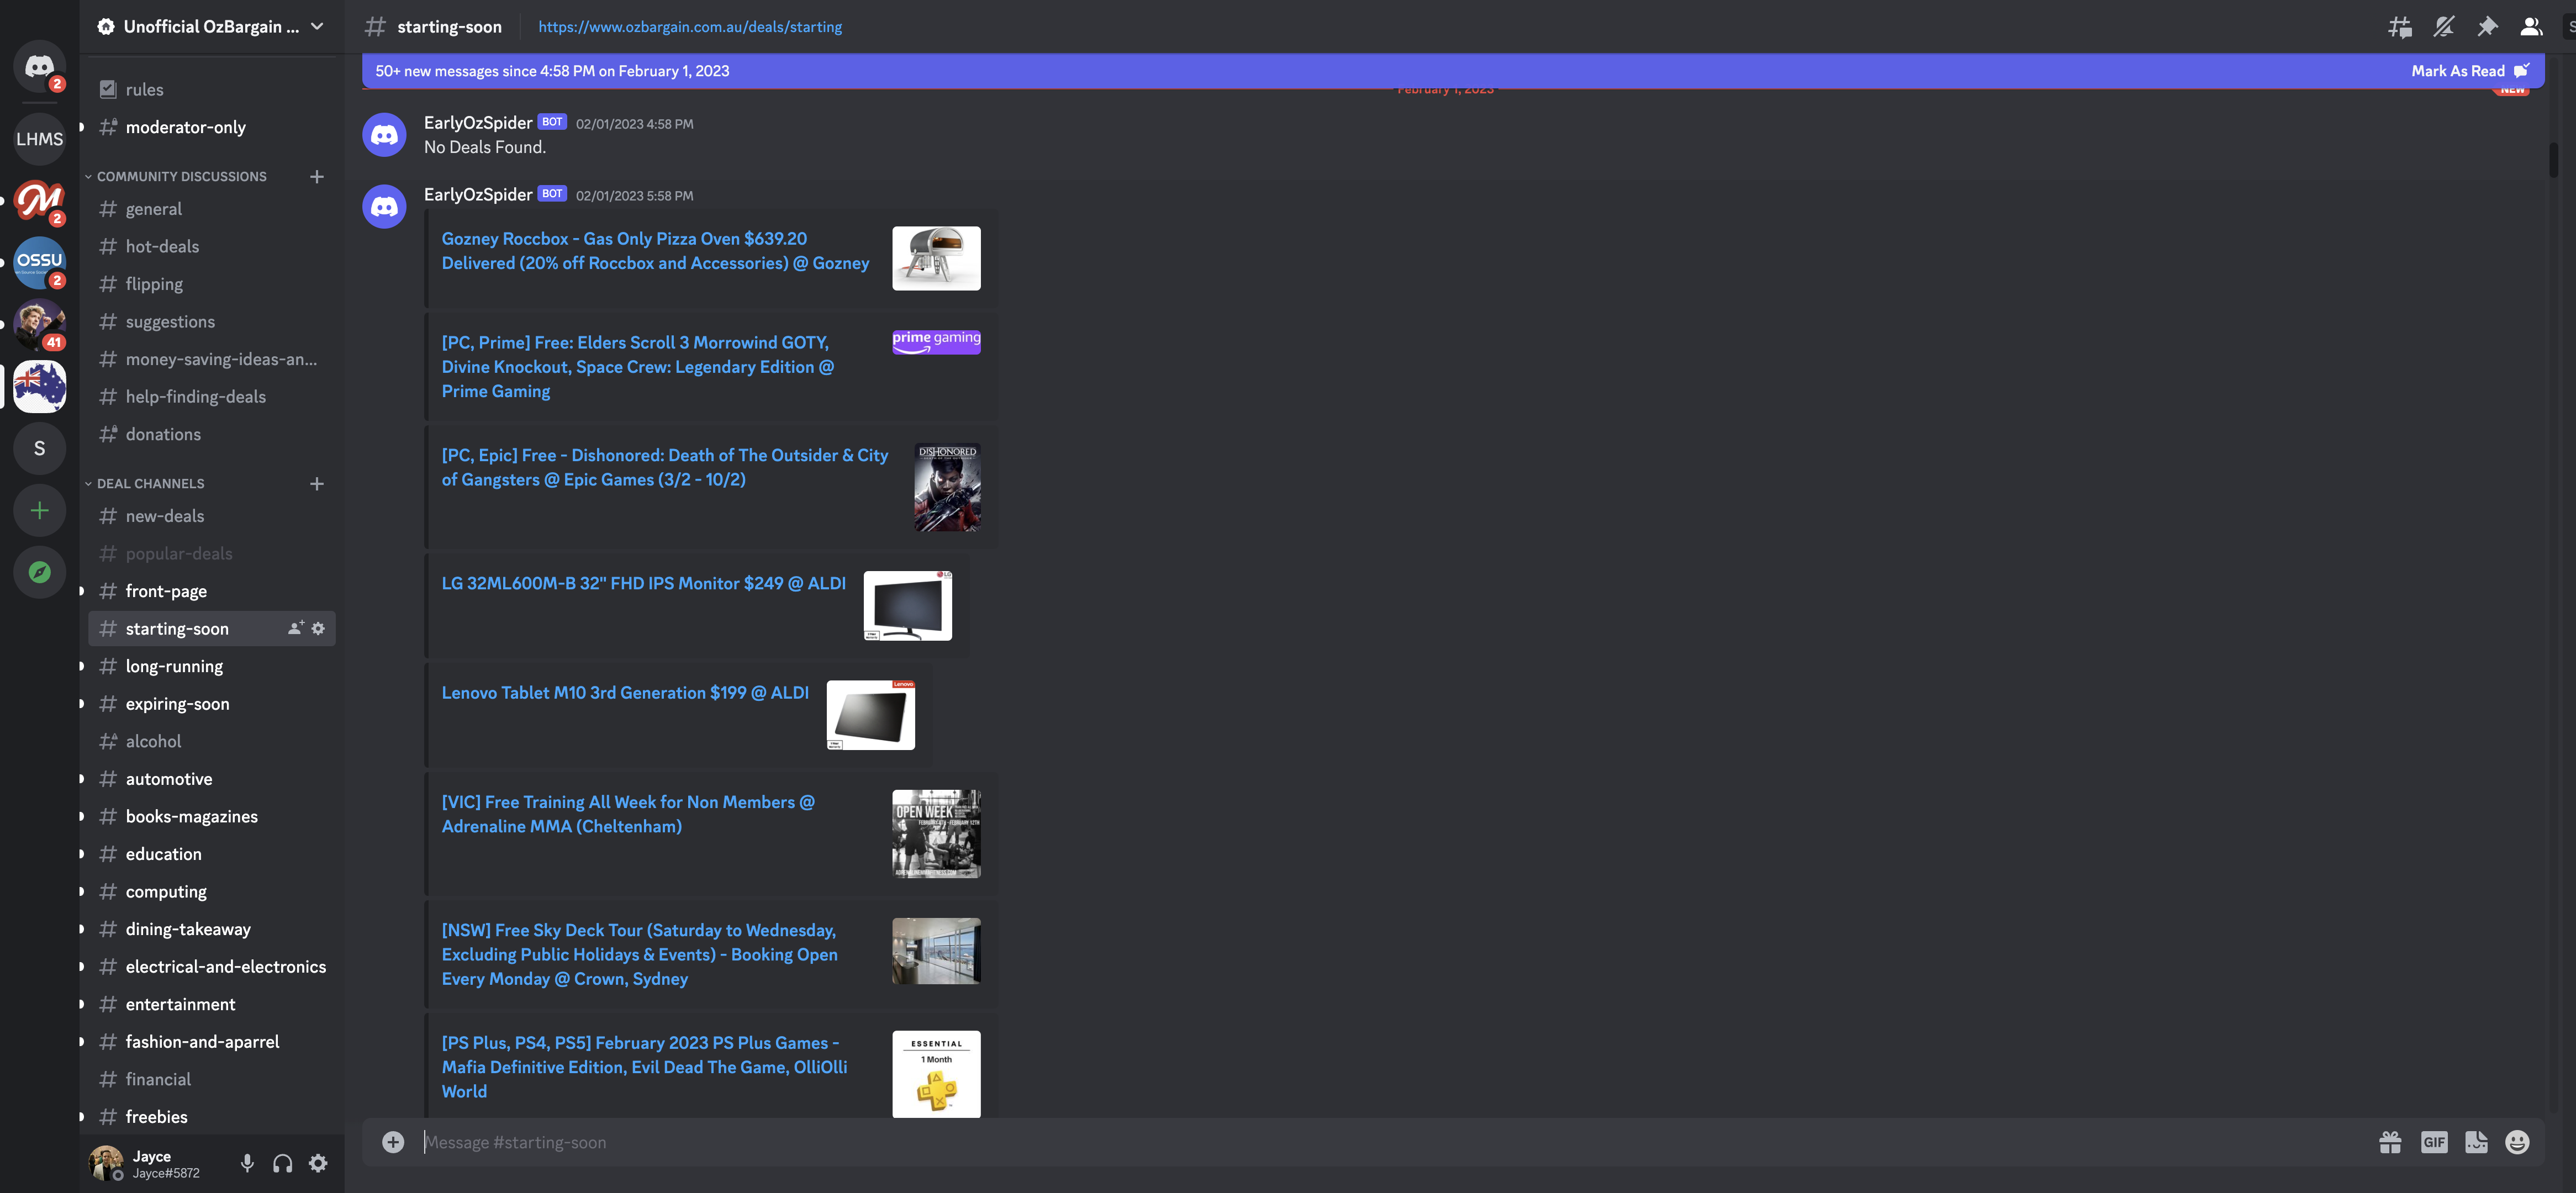 2
LHMS
2
OSSU
2
41
S
Unofficial OzBargain ...
rules
moderator-only
COMMUNITY DISCUSSIONS
general
hot-deals
flipping
suggestions
money-saving-ideas-an...
help-finding-deals
donations
DEAL CHANNELS
new-deals
popular-deals
front-page
starting-soon
long-running
expiring-soon
alcohol
automotive
books-magazines
education
computing
dining-takeaway
electrical-and-electronics
entertainment
fashion-and-aparrel
financial
freebies
Jayce
Jayce#5872
starting-soon
https://www.ozbargain.com.au/deals/starting
50+ new messages since 4:58 PM on February 1, 2023
Mark As Read
February 1, 2023
NEW
EarlyOzSpider BOT 02/01/2023 4:58 PM
No Deals Found.
EarlyOzSpider BOT 02/01/2023 5:58 PM
Gozney Roccbox - Gas Only Pizza Oven $639.20
Delivered (20% off Roccbox and Accessories) @ Gozney
[PC, Prime] Free: Elders Scroll 3 Morrowind GOTY,
Divine Knockout, Space Crew: Legendary Edition @
Prime Gaming
prime gaming
[PC, Epic] Free - Dishonored: Death of The Outsider & City
of Gangsters @ Epic Games (3/2 - 10/2)
DISHONORED
LG 32ML600M-B 32" FHD IPS Monitor $249 @ ALDI
LG
Lenovo Tablet M10 3rd Generation $199 @ ALDI
Lenovo
[VIC] Free Training All Week for Non Members @
Adrenaline MMA (Cheltenham)
OPEN WEEK
[NSW] Free Sky Deck Tour (Saturday to Wednesday,
Excluding Public Holidays & Events) - Booking Open
Every Monday @ Crown, Sydney
[PS Plus, PS4, PS5] February 2023 PS Plus Games -
Mafia Definitive Edition, Evil Dead The Game, OlliOlli
World
ESSENTIAL
1 Month
Message #starting-soon
GIF